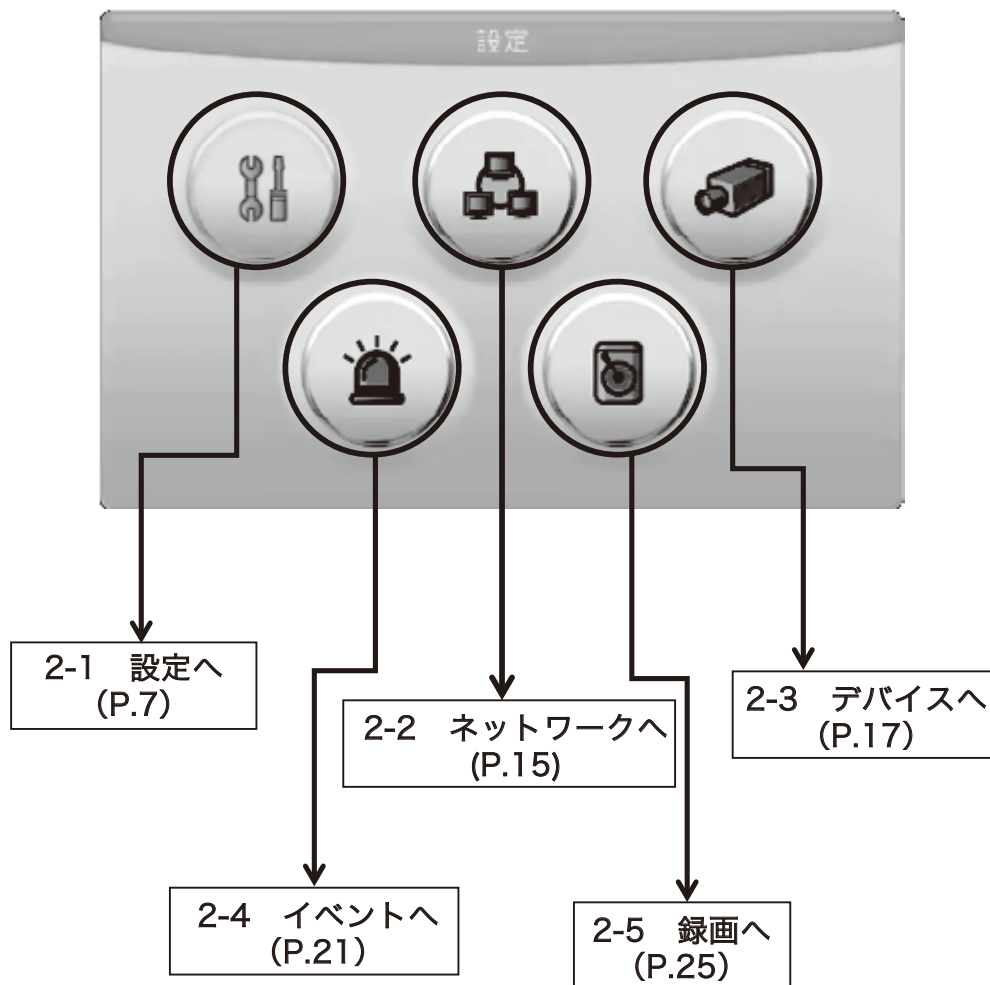 設定
2-1　設定へ
(P.7)
2-2　ネットワークへ
(P.15)
2-3　デバイスへ
(P.17)
2-4　イベントへ
(P.21)
2-5　録画へ
(P.25)